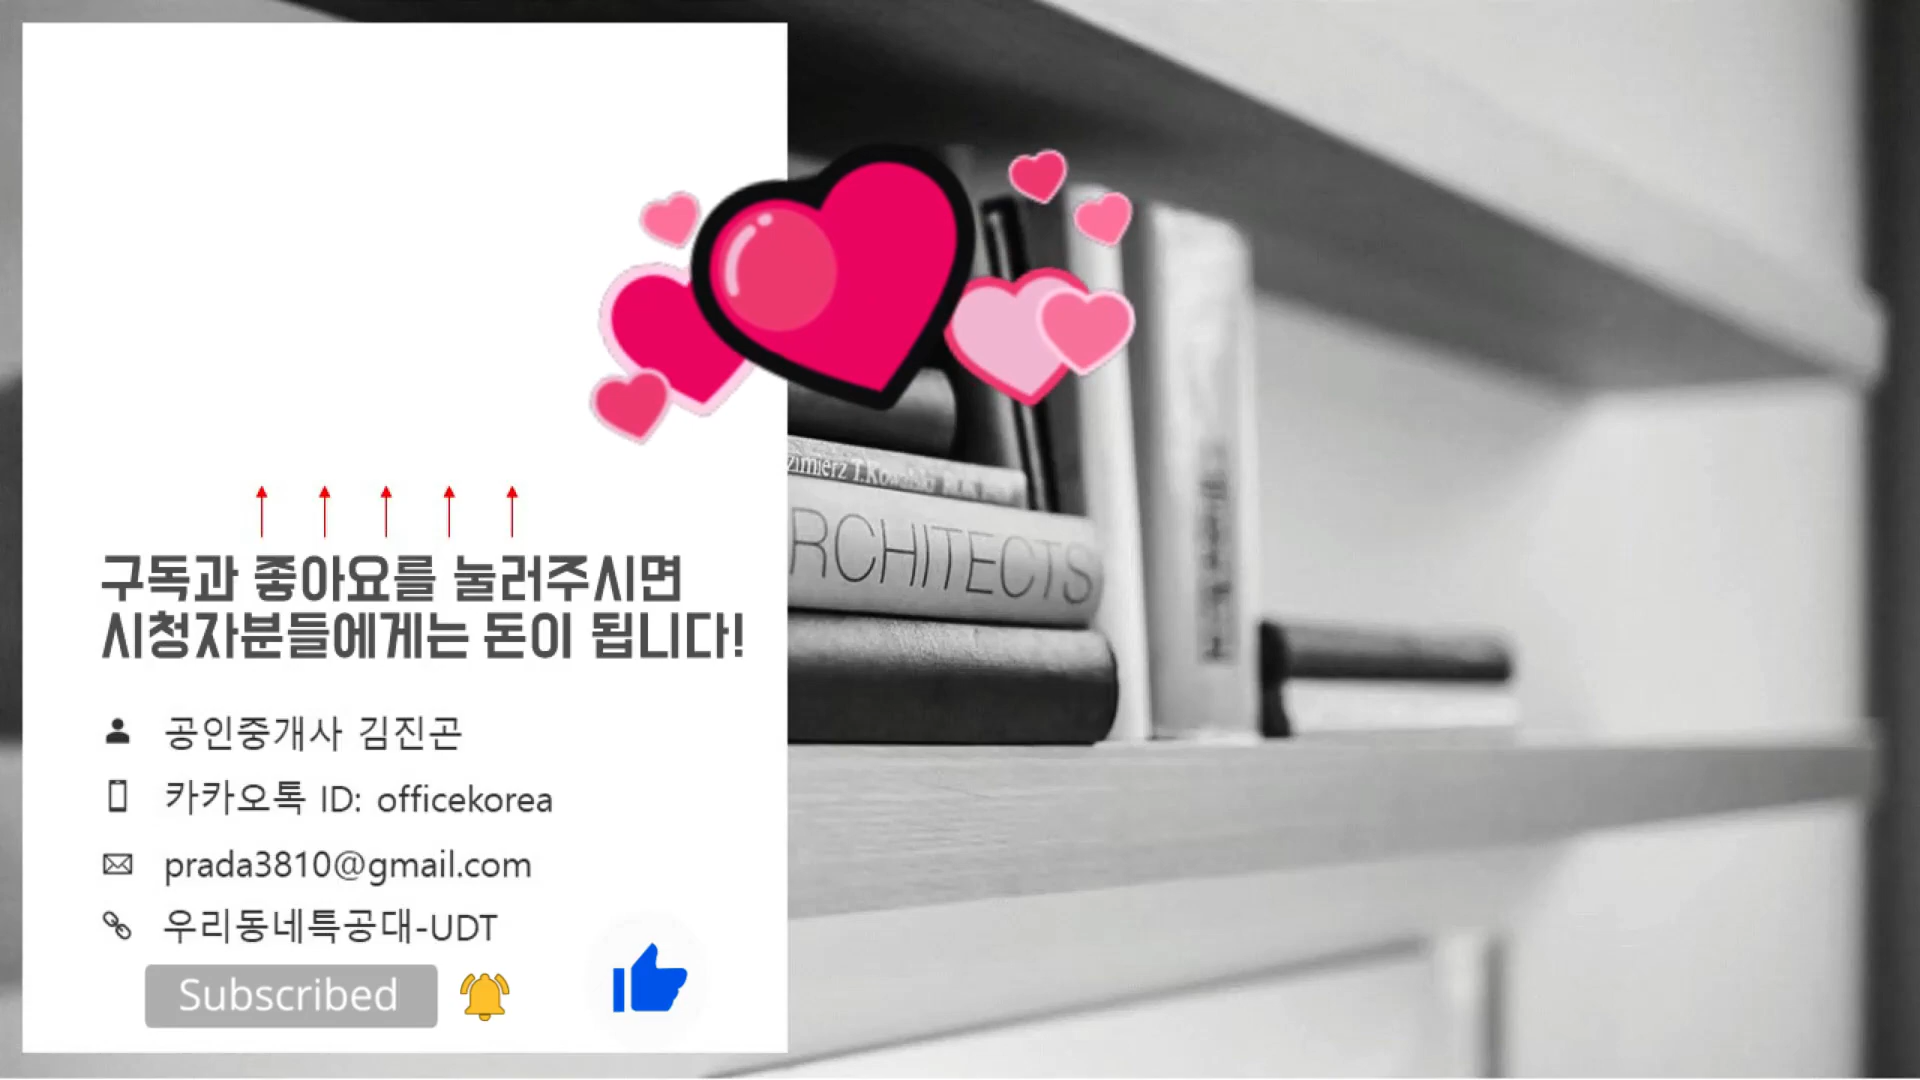 구독과 좋아요를 눌러주시면
시청자분들에게는 돈이 됩니다!
공인중개사 김진곤
카카오톡 ID: officekorea
prada3810@gmail.com
우리동네특공대-UDT
Subscribed
zimierz T.Kowalski
RCHITECTS